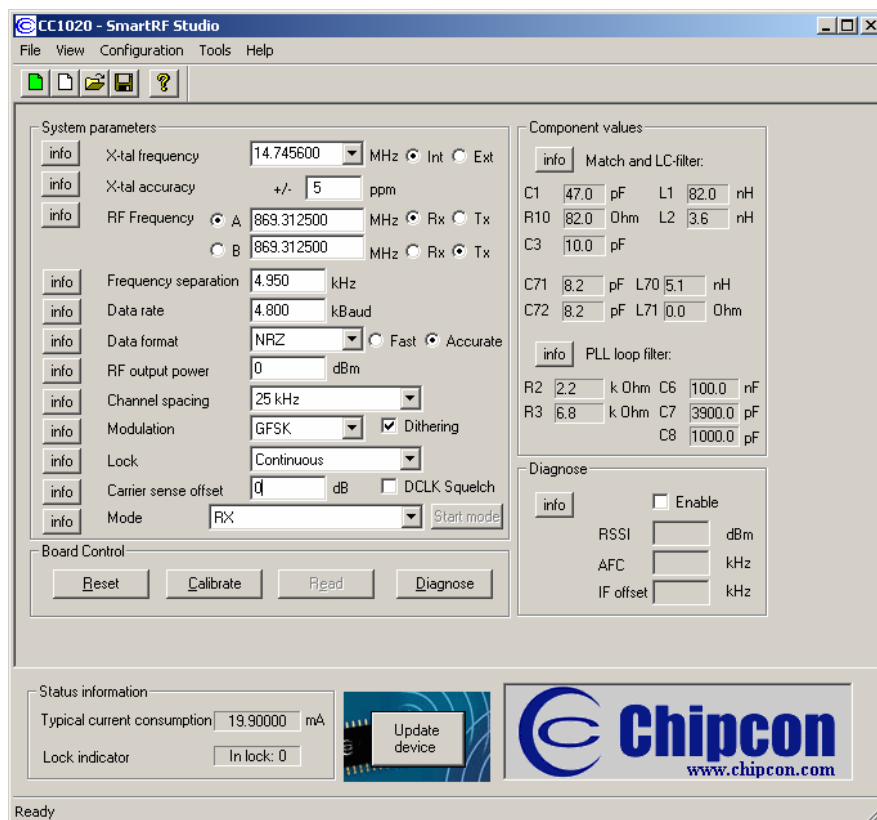 CC1020 - SmartRF Studio
File View Configuration Tools Help
System parameters
info X-tal frequency 14.745600 MHz Int Ext
info X-tal accuracy +/- 5 ppm
info RF Frequency A 869.312500 MHz Rx Tx
B 869.312500 MHz Rx Tx
info Frequency separation 4.950 kHz
info Data rate 4.800 kBaud
info Data format NRZ Fast Accurate
info RF output power 0 dBm
info Channel spacing 25 kHz
info Modulation GFSK Dithering
info Lock Continuous
info Carrier sense offset 0 dB DCLK Squelch
info Mode RX Start mode
Board Control
Reset Calibrate Read Diagnose
Component values
info Match and LC-filter:
C1 47.0 pF L1 82.0 nH
R10 82.0 Ohm L2 3.6 nH
C3 10.0 pF
C71 8.2 pF L70 5.1 nH
C72 8.2 pF L71 0.0 Ohm
info PLL loop filter:
R2 2.2 k Ohm C6 100.0 nF
R3 6.8 k Ohm C7 3900.0 pF
C8 1000.0 pF
Diagnose
info Enable
RSSI dBm
AFC kHz
IF offset kHz
Status information
Typical current consumption 19.90000 mA
Lock indicator In lock: 0
Update
device
Chipcon
www.chipcon.com
Ready